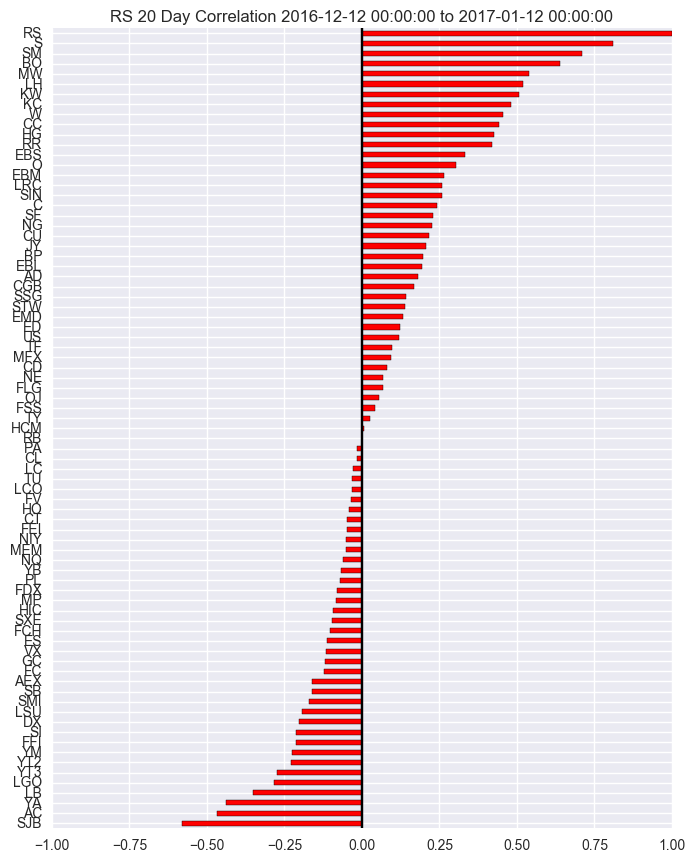 RS 20 Day Correlation 2016-12-12 00:00:00 to 2017-01-12 00:00:00
RS
S
SM
BO
MW
LH
KW
KC
W
CC
HG
RR
EBS
O
EBM
LRC
SIN
C
SF
NG
CU
JY
BP
EBL
AD
CGB
SSG
STW
EMD
ED
US
TF
MFX
CD
NE
FLG
OJ
FSS
TY
HCM
RB
PA
CL
LC
TU
LCO
FV
HO
CT
FEI
NIY
MEM
NQ
YB
PL
FDX
MP
HIC
SXE
FCH
ES
VX
GC
EC
AEX
SB
SMI
LSU
DX
SI
FFI
YM
YT2
YT3
LGO
LB
YA
AC
SJB
−1.00 −0.75 −0.50 −0.25 0.00 0.25 0.50 0.75 1.00